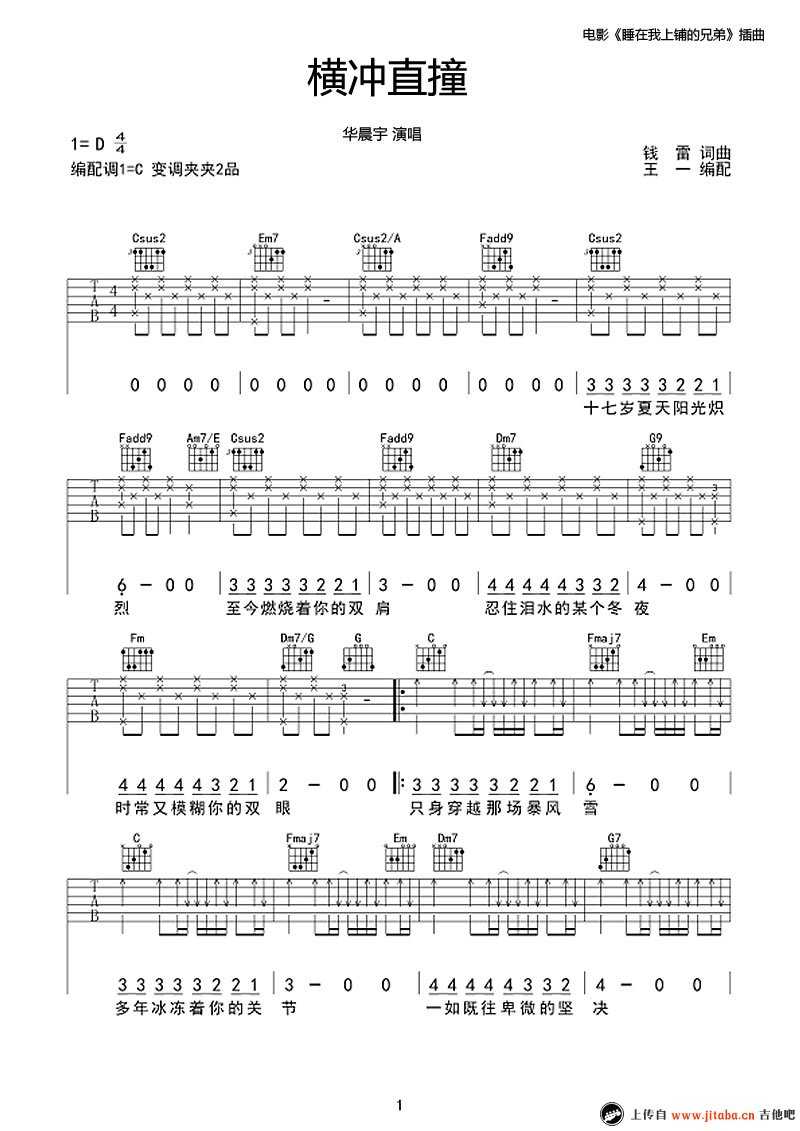 电影《睡在我上铺的兄弟》插曲
横冲直撞
1= D 4/4
华晨宇 演唱
钱 雷 词曲
编配调1=C 变调夹夹2品
王 一 编配
Csus2 Em7 Csus2/A Fadd9 Csus2
T A B 4 4
0 0 0 0 0 0 0 0 0 0 0 0 0 0 0 0 3 3 3 3 3 2 2 1
十七岁夏天阳光炽
Fadd9 Am7/E Csus2 Fadd9 Dm7 G9
T A B 3
6 — 0 0 3 3 3 3 3 2 2 1 3 — 0 0 4 4 4 4 4 3 3 2 4 — 0 0
烈 至今燃烧着你的双 肩 忍住泪水的某个冬 夜
Fm Dm7/G G C Fmaj7 Em
T A B 3
4 4 4 4 4 3 2 1 2 — 0 0 3 3 3 3 3 2 2 1 6 — 0 0
时常又模糊你的双 眼 只身穿越那场暴风 雪
C Fmaj7 Em Dm7 G7
T A B
3 3 3 3 3 2 2 1 3 — 0 0 4 4 4 4 4 3 3 2 4 — 0 0
多年冰冻着你的关 节 一如既往卑微的坚 决
1
上传自 www.jitaba.cn 吉他吧